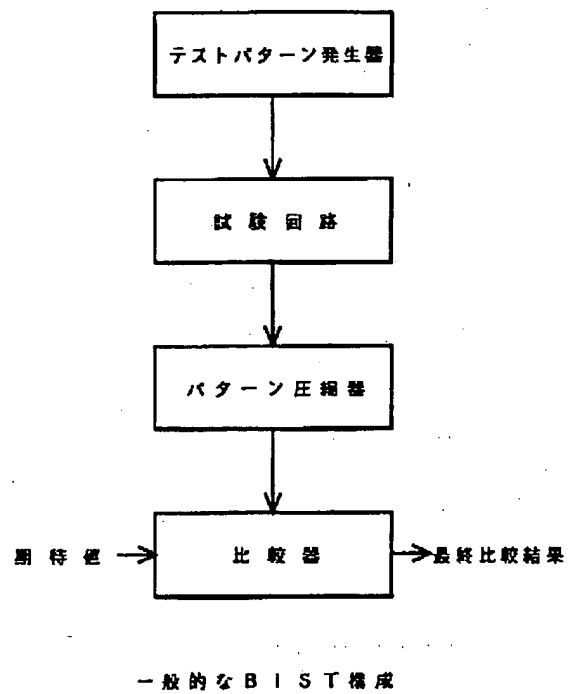 テストパターン発生器
試験回路
パターン圧縮器
期待値
比較器
最終比較結果
一般的なBIST構成